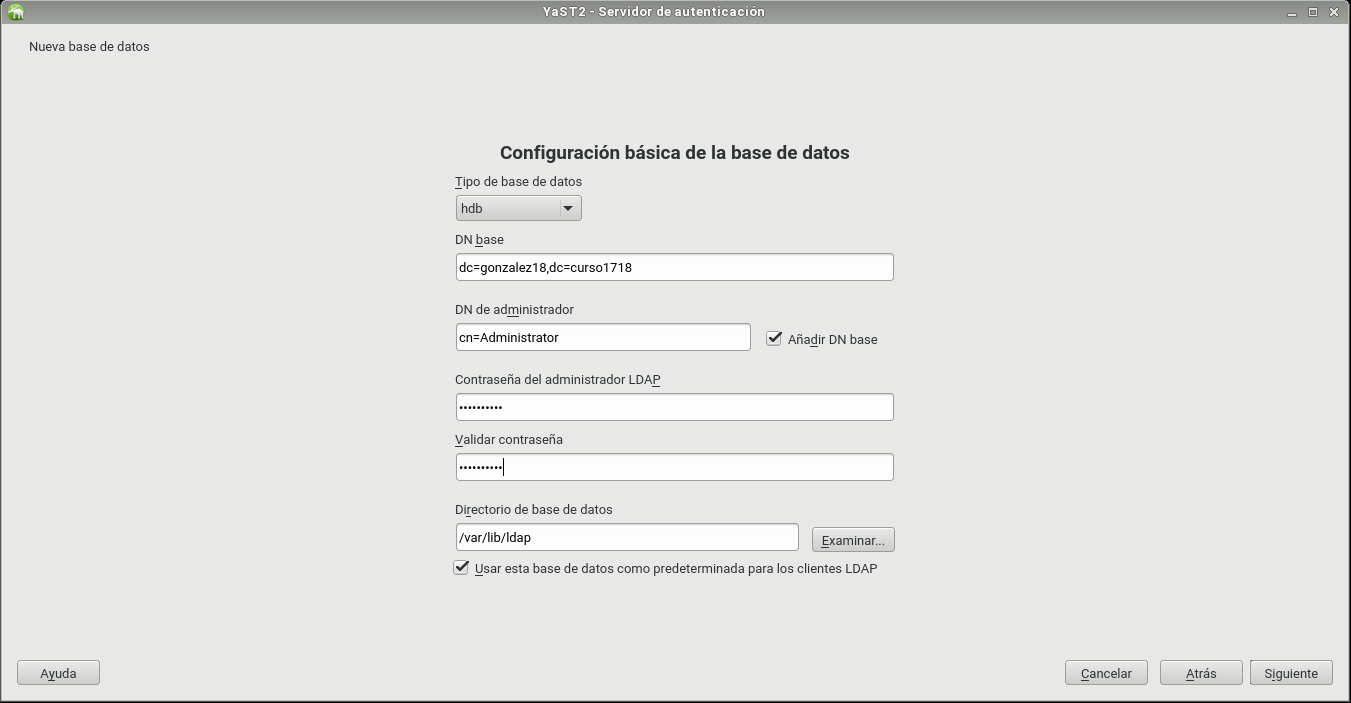 YaST2 - Servidor de autenticación
Nueva base de datos
Configuración básica de la base de datos
Tipo de base de datos
hdb
DN base
dc=gonzalez18,dc=curso1718
DN de administrador
cn=Administrator
Añadir DN base
Contraseña del administrador LDAP
••••••••••
Validar contraseña
••••••••••
Directorio de base de datos
/var/lib/ldap
Examinar...
Usar esta base de datos como predeterminada para los clientes LDAP
Ayuda
Cancelar
Atrás
Siguiente